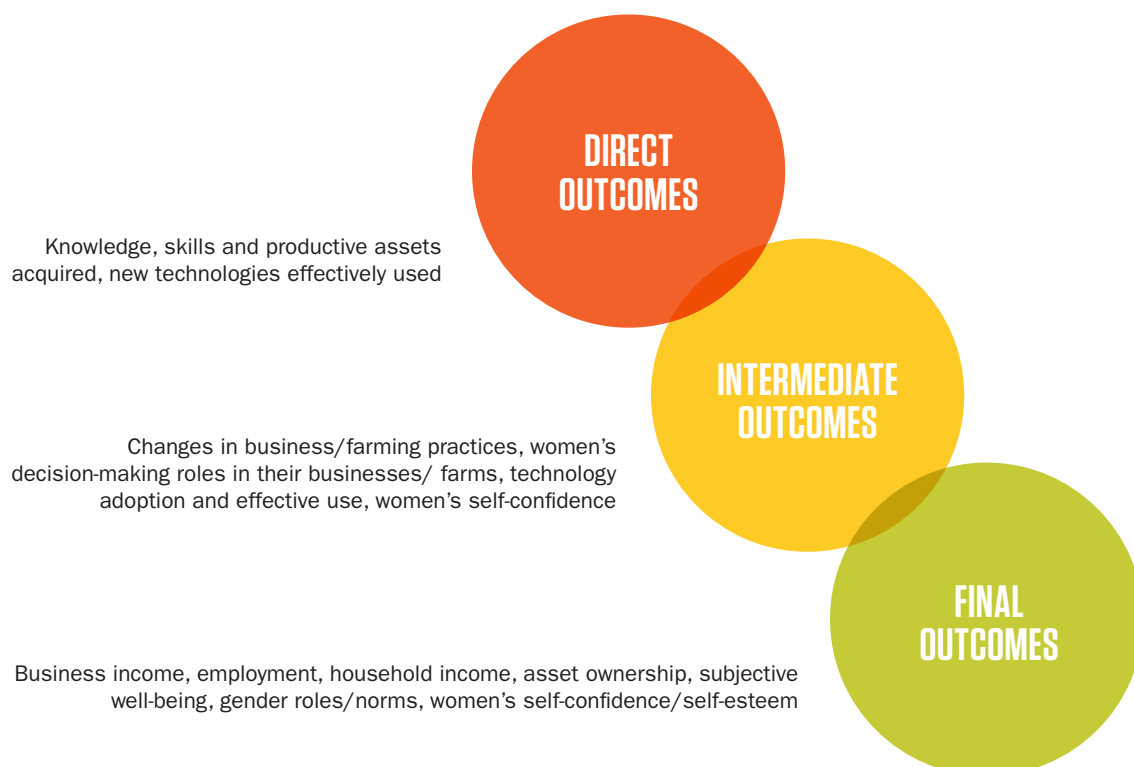 DIRECT
OUTCOMES
Knowledge, skills and productive assets
acquired, new technologies effectively used
INTERMEDIATE
OUTCOMES
Changes in business/farming practices, women’s
decision-making roles in their businesses/ farms, technology
adoption and effective use, women’s self-confidence
FINAL
OUTCOMES
Business income, employment, household income, asset ownership, subjective
well-being, gender roles/norms, women’s self-confidence/self-esteem